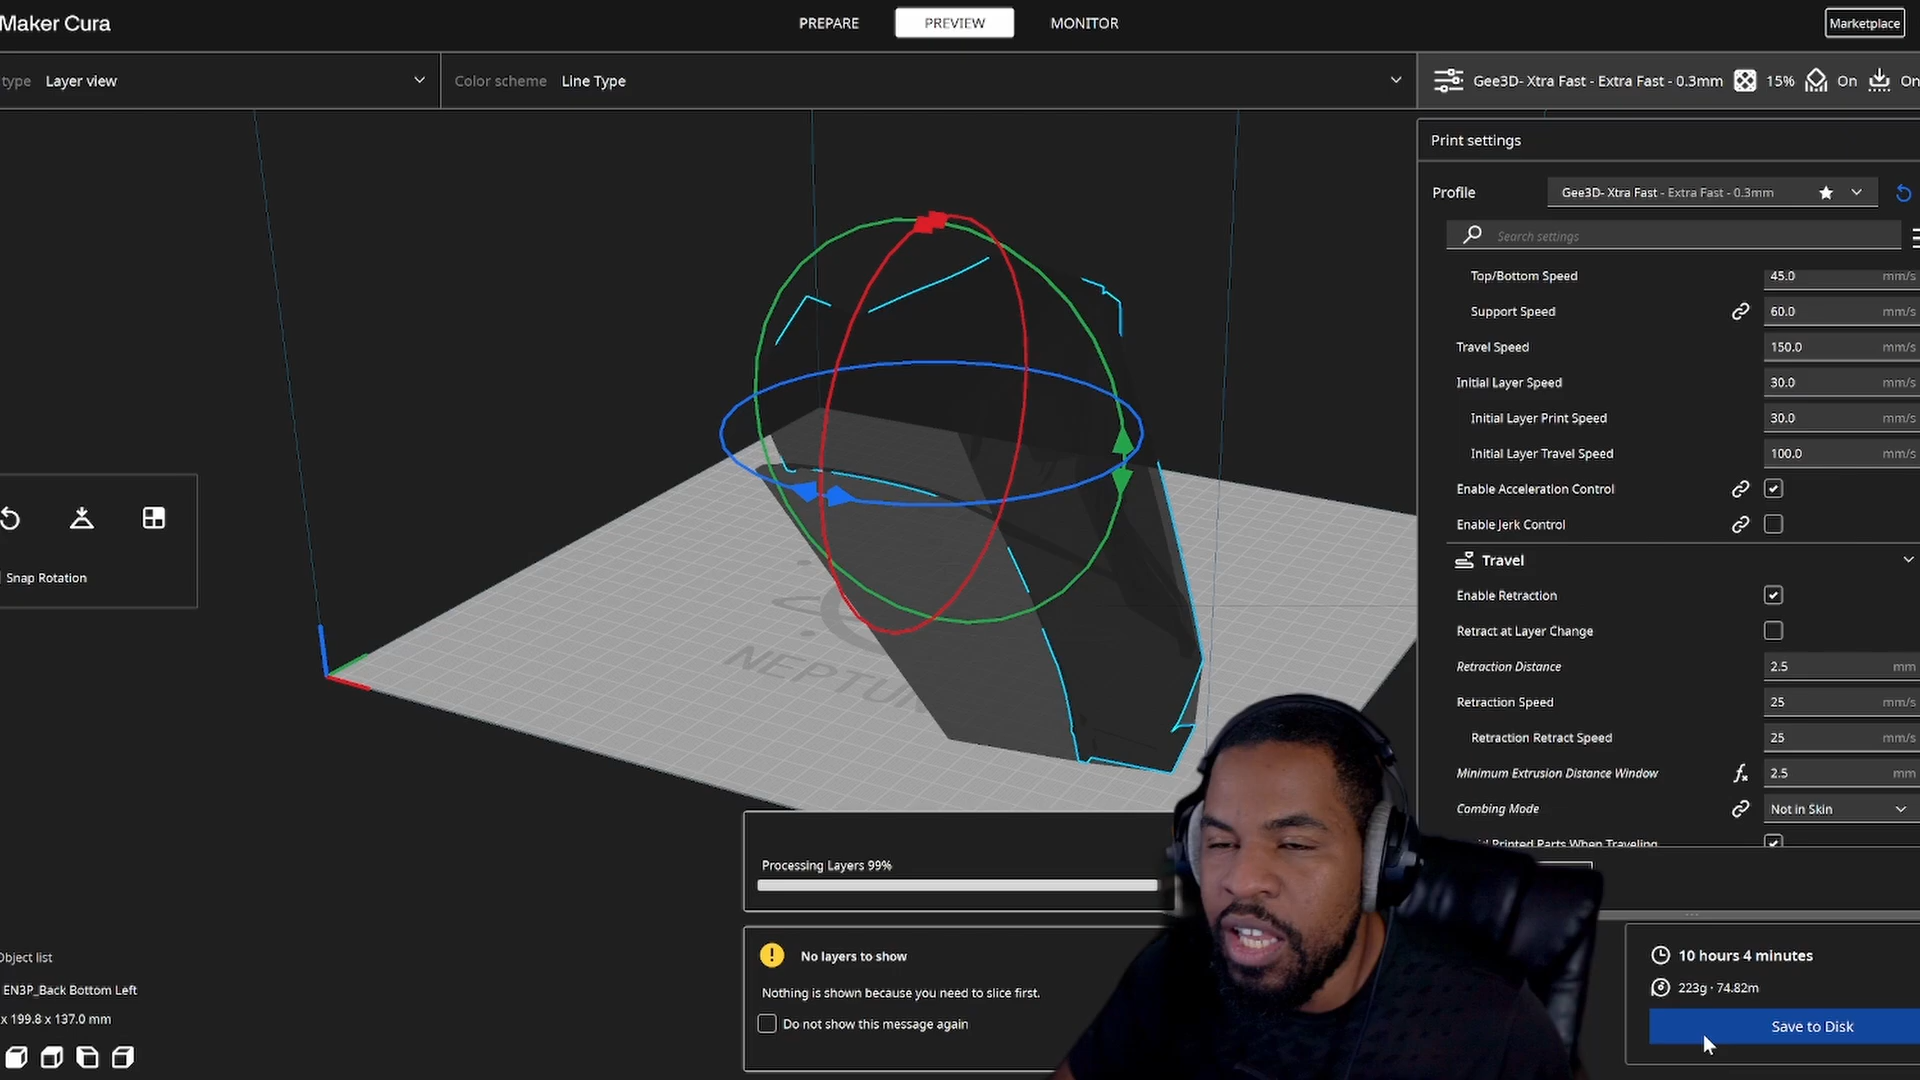 Maker Cura
PREPARE
PREVIEW
MONITOR
Marketplace
type Layer view
Color scheme Line Type
Gee3D- Xtra Fast - Extra Fast - 0.3mm 15% On On
Print settings
Profile Gee3D- Xtra Fast - Extra Fast - 0.3mm
Search settings
Top/Bottom Speed 45.0 mm/s
Support Speed 60.0 mm/s
Travel Speed 150.0 mm/s
Initial Layer Speed 30.0 mm/s
Initial Layer Print Speed 30.0 mm/s
Initial Layer Travel Speed 100.0 mm/s
Enable Acceleration Control
Enable Jerk Control
Travel
Enable Retraction
Retract at Layer Change
Retraction Distance 2.5 mm
Retraction Speed 25 mm/s
Retraction Retract Speed 25 mm/s
Minimum Extrusion Distance Window 2.5 mm
Combing Mode Not in Skin
Printed Parts When Traveling
Snap Rotation
NEPTUN
Processing Layers 99%
No layers to show
Nothing is shown because you need to slice first.
Do not show this message again
Object list
EN3P_Back Bottom Left
x 199.8 x 137.0 mm
10 hours 4 minutes
223g · 74.82m
Save to Disk